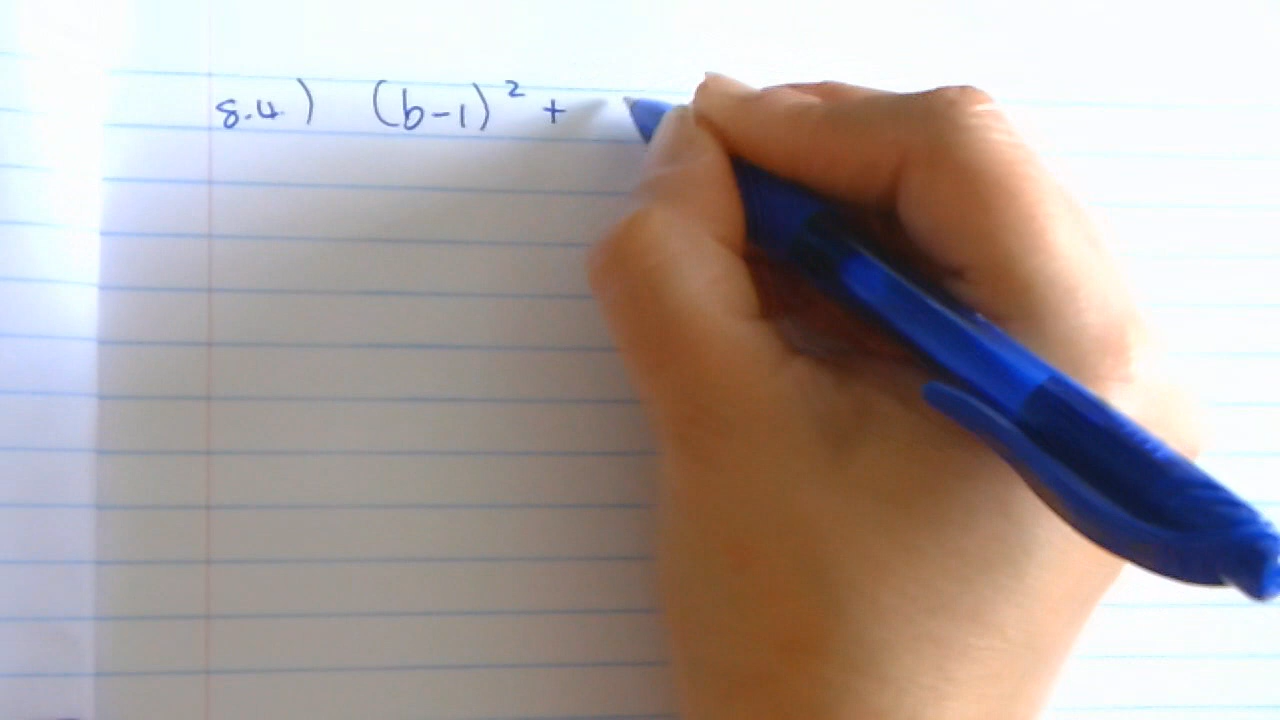 8.4) (b-1)² +